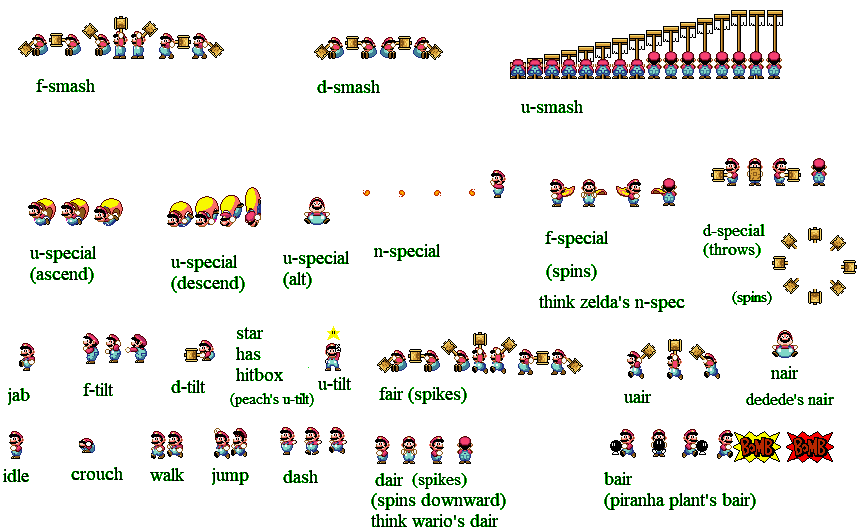 f-smash
d-smash
u-smash
u-special
(ascend)
u-special
(descend)
u-special
(alt)
n-special
f-special
(spins)
think zelda's n-spec
d-special
(throws)
(spins)
jab
f-tilt
d-tilt
star
has
hitbox
(peach's u-tilt)
u-tilt
fair (spikes)
uair
nair
dedede's nair
idle
crouch
walk
jump
dash
dair (spikes)
(spins downward)
think wario's dair
BOMB
BOMB
bair
(piranha plant's bair)